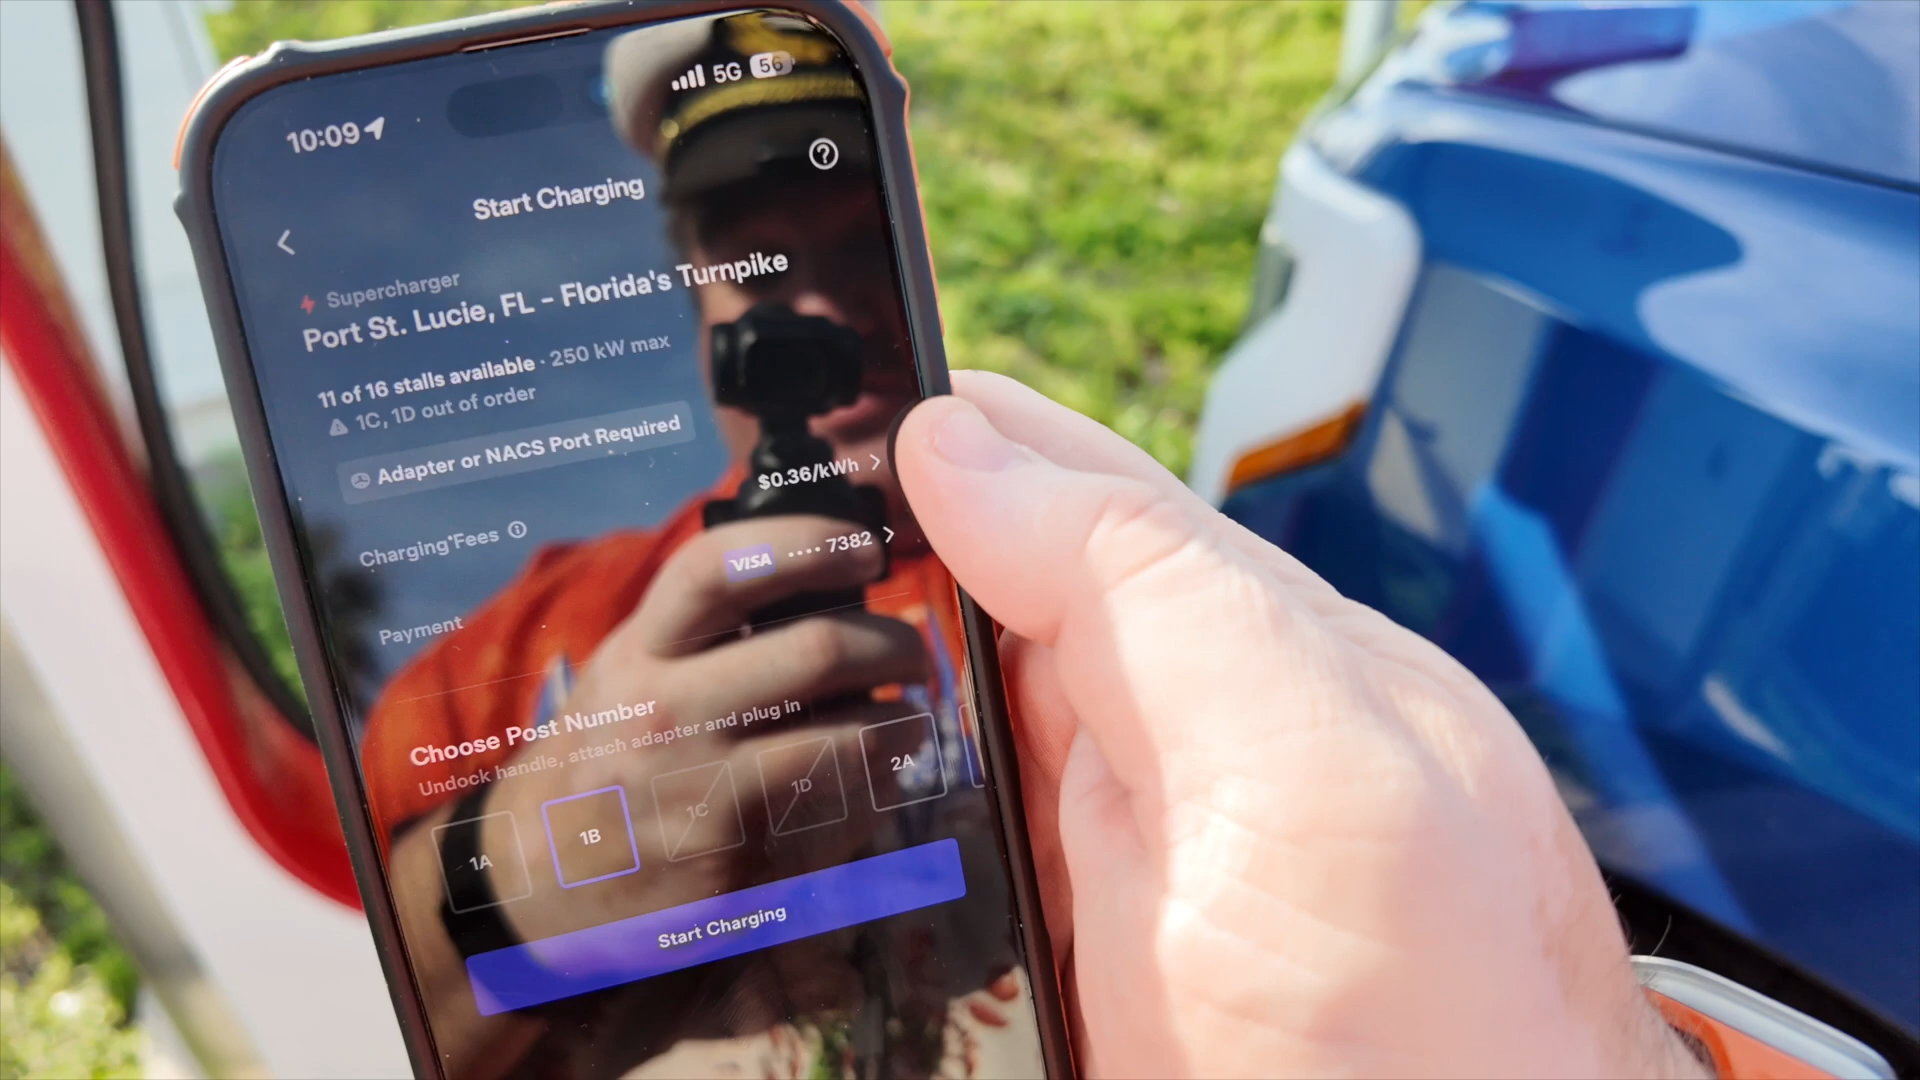 10:09
5G 56
Start Charging
Supercharger
Port St. Lucie, FL - Florida's Turnpike
11 of 16 stalls available · 250 kW max
1C, 1D out of order
Adapter or NACS Port Required
Charging Fees
$0.36/kWh
Payment
VISA •••• 7382
Choose Post Number
Undock handle, attach adapter and plug in
1A
1B
1C
1D
2A
Start Charging